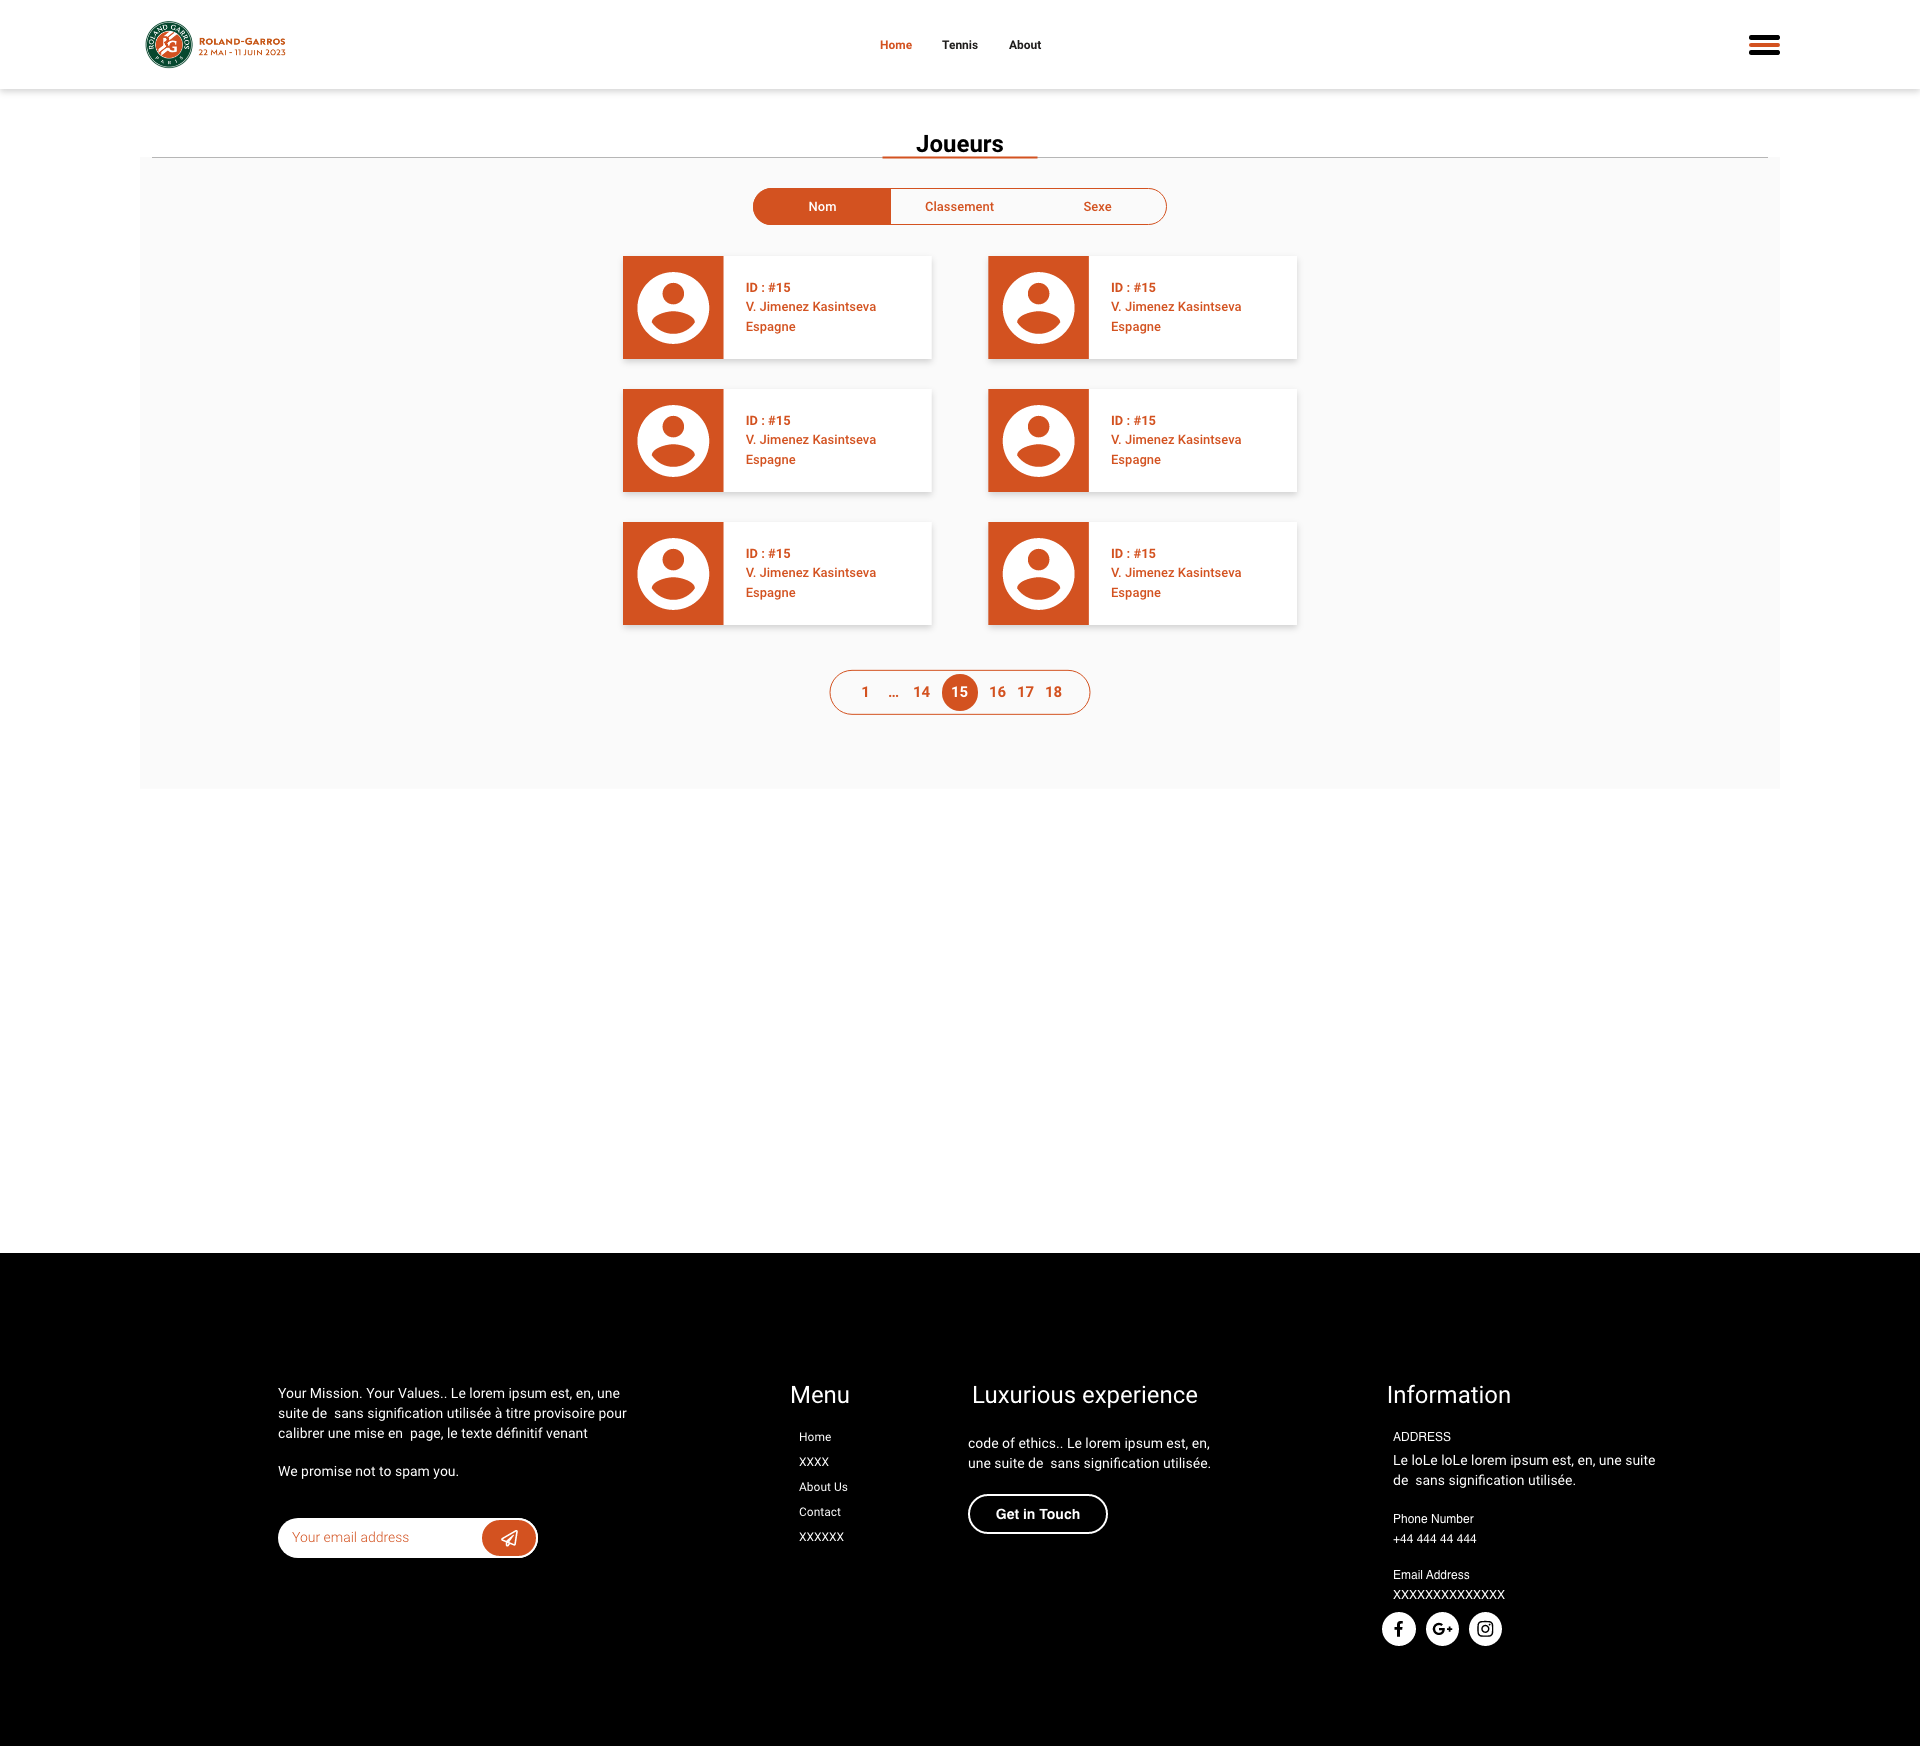 ROLAND GARROS
PARIS
ROLAND-GARROS
22 MAI - 11 JUIN 2023
Home
Tennis
About
Joueurs
Nom
Classement
Sexe
ID : #15
V. Jimenez Kasintseva
Espagne
ID : #15
V. Jimenez Kasintseva
Espagne
ID : #15
V. Jimenez Kasintseva
Espagne
ID : #15
V. Jimenez Kasintseva
Espagne
ID : #15
V. Jimenez Kasintseva
Espagne
ID : #15
V. Jimenez Kasintseva
Espagne
1 ... 14 15 16 17 18
Your Mission. Your Values.. Le lorem ipsum est, en, une
suite de  sans signification utilisée à titre provisoire pour
calibrer une mise en  page, le texte définitif venant
We promise not to spam you.
Your email address
Menu
Home
XXXX
About Us
Contact
XXXXXX
Luxurious experience
code of ethics.. Le lorem ipsum est, en,
une suite de  sans signification utilisée.
Get in Touch
Information
ADDRESS
Le loLe loLe lorem ipsum est, en, une suite
de  sans signification utilisée.
Phone Number
+44 444 44 444
Email Address
XXXXXXXXXXXXXX